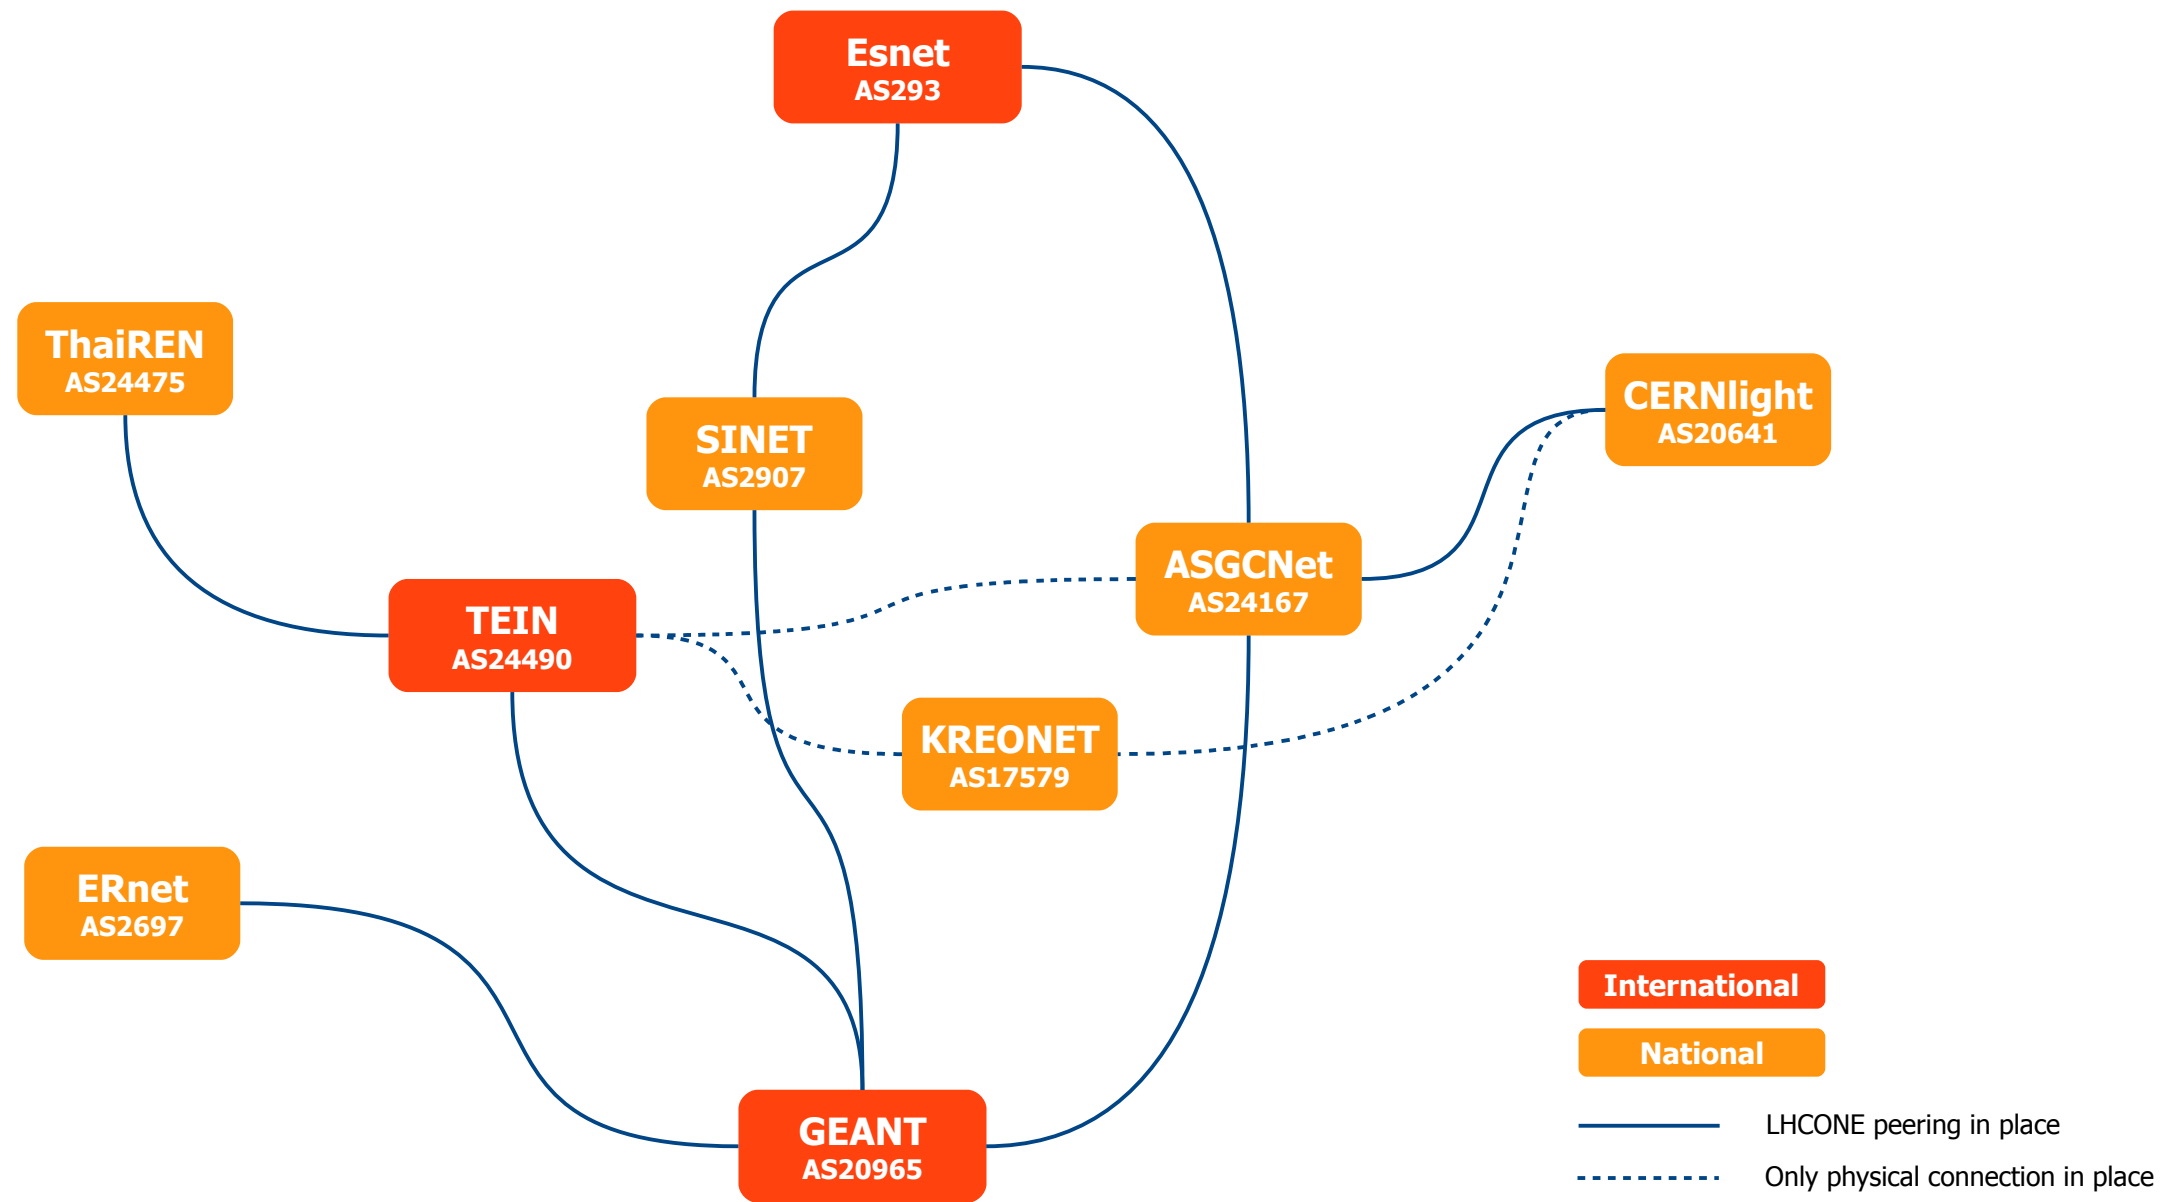 Esnet
AS293
ThaiREN
AS24475
CERNlight
AS20641
SINET
AS2907
ASGCNet
AS24167
TEIN
AS24490
KREONET
AS17579
ERnet
AS2697
International
National
GEANT
AS20965
LHCONE peering in place
Only physical connection in place